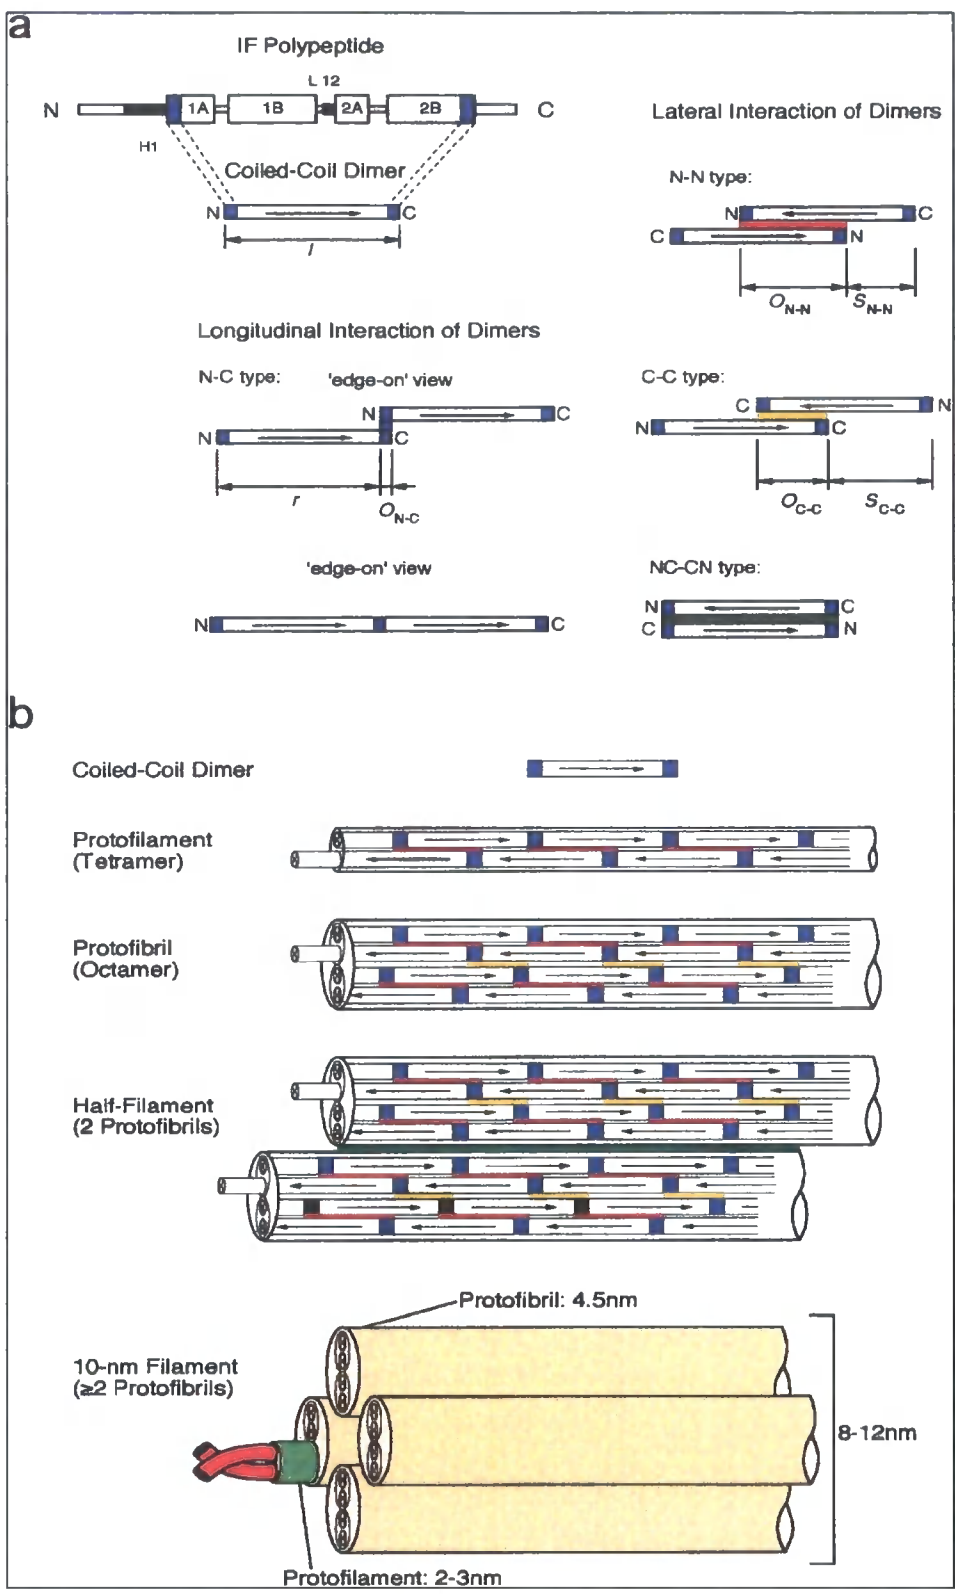 a
IF Polypeptide
L 12
N 1A 1B 2A 2B C
H1
Coiled-Coil Dimer
N C
l
Lateral Interaction of Dimers
N-N type:
N C
C N
O N-N S N-N
Longitudinal Interaction of Dimers
N-C type: 'edge-on' view
N C
N C
r O N-C
C-C type:
C N
N C
O C-C S C-C
'edge-on' view
N C
NC-CN type:
N C
C N
b
Coiled-Coil Dimer
Protofilament
(Tetramer)
Protofibril
(Octamer)
Half-Filament
(2 Protofibrils)
Protofibril: 4.5nm
10-nm Filament
(≥2 Protofibrils)
8-12nm
Protofilament: 2-3nm